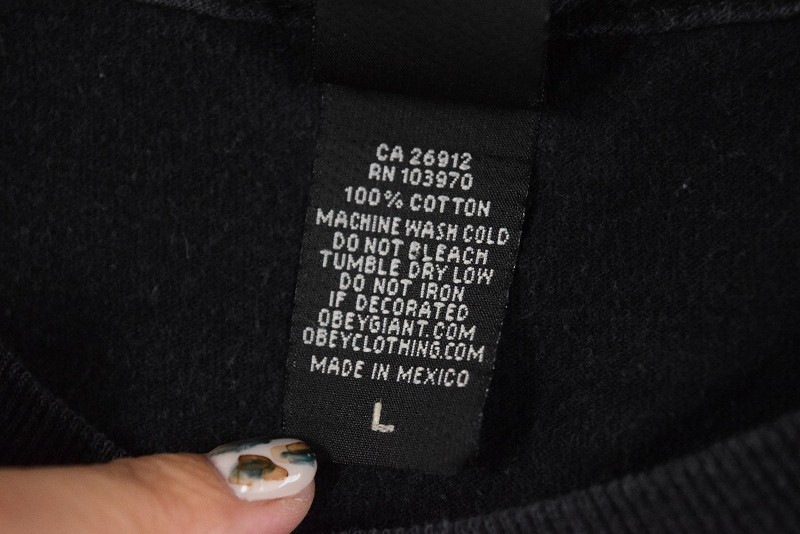 CA 26912
RN 103970
100% COTTON
MACHINE WASH COLD
DO NOT BLEACH
TUMBLE DRY LOW
DO NOT IRON
IF DECORATED
OBEYGIANT.COM
OBEYCLOTHING.COM
MADE IN MEXICO
L